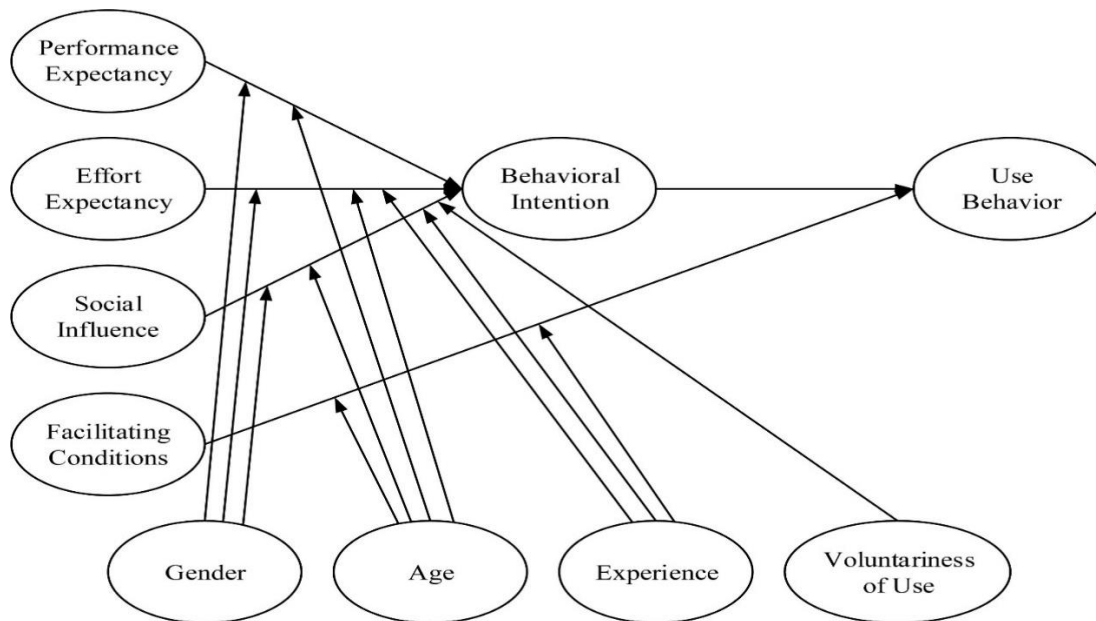 Performance
Expectancy
Effort
Expectancy
Behavioral
Intention
Use
Behavior
Social
Influence
Facilitating
Conditions
Gender
Age
Experience
Voluntariness
of Use